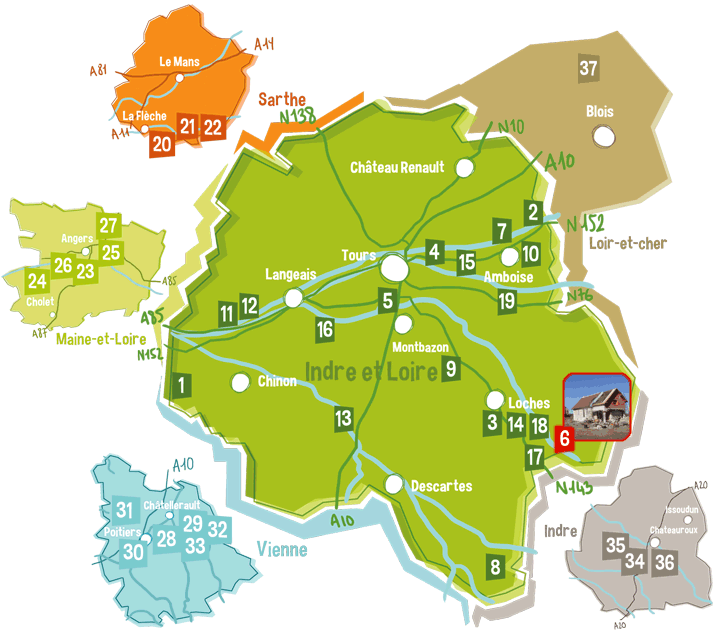 Le Mans
A81
A14
La Flèche
A11
20
21
22
Sarthe
N138
37
Blois
Loir-et-cher
N10
A10
Château Renault
2
7
N152
4
15
10
Tours
Amboise
Langeais
19
N76
11
12
5
16
Montbazon
Indre et Loire
9
27
Angers
25
26
23
24
Cholet
A85
A87
Maine-et-Loire
A85
N152
1
Chinon
13
Loches
3
14
18
6
17
N143
Descartes
A10
8
A10
31
Châtellerault
29
32
Poitiers
28
30
33
Vienne
Indre
A20
Issoudun
Chateauroux
35
34
36
A20